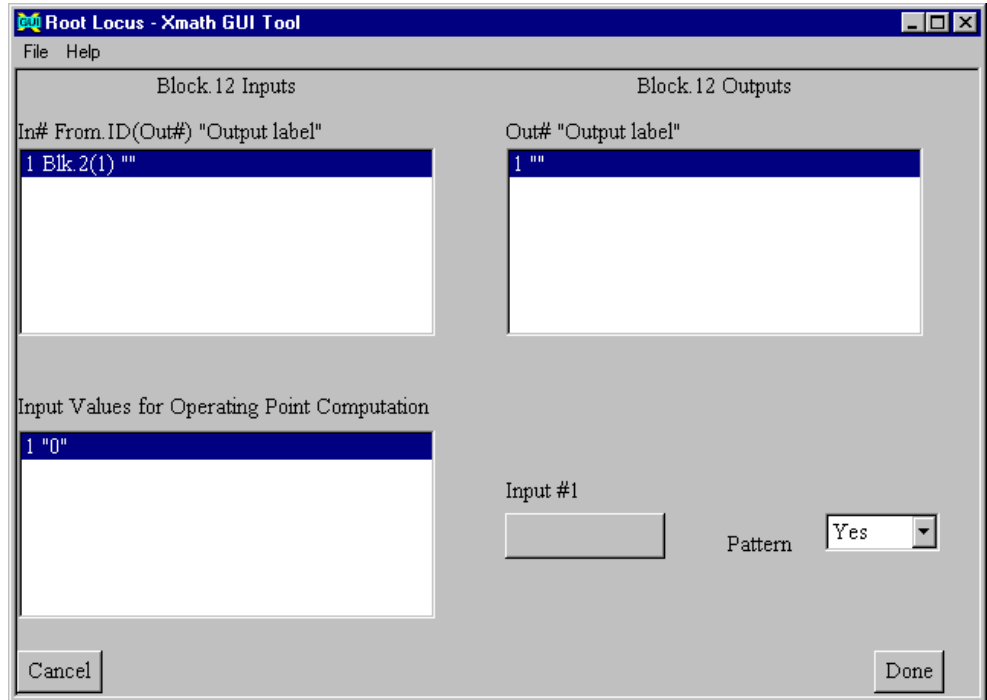 GUI Root Locus - Xmath GUI Tool
File Help
Block.12 Inputs
Block.12 Outputs
In# From.ID(Out#) "Output label"
Out# "Output label"
1 Blk.2(1) ""
1 ""
Input Values for Operating Point Computation
1 "0"
Input #1
Pattern
Yes
Cancel
Done